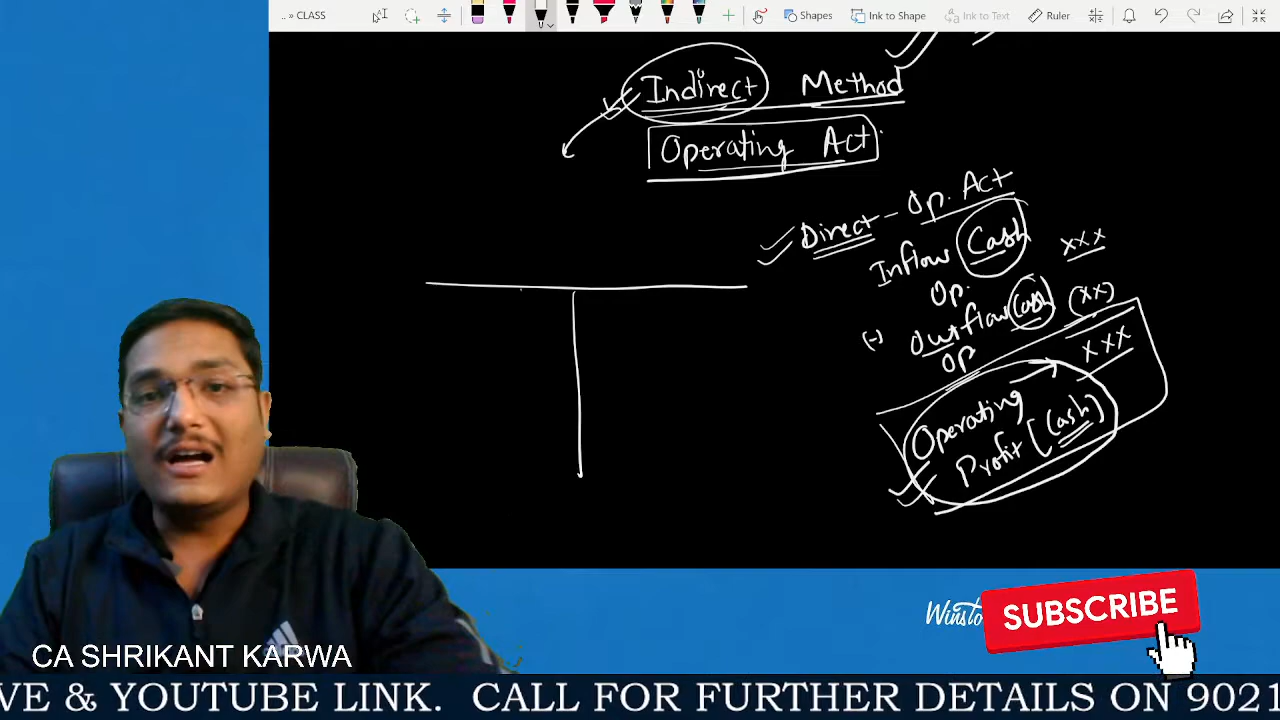 .. » CLASS
Shapes
Ink to Shape
Ink to Text
Ruler
Indirect Method
Operating Act
Direct - Op. Act
Inflow Cash xxx
Op.
(-) Outflow Cash (xx)
Op
xxx
Operating
Profit [Cash]
Winsto
SUBSCRIBE
CA SHRIKANT KARWA
VE & YOUTUBE LINK. CALL FOR FURTHER DETAILS ON 9021